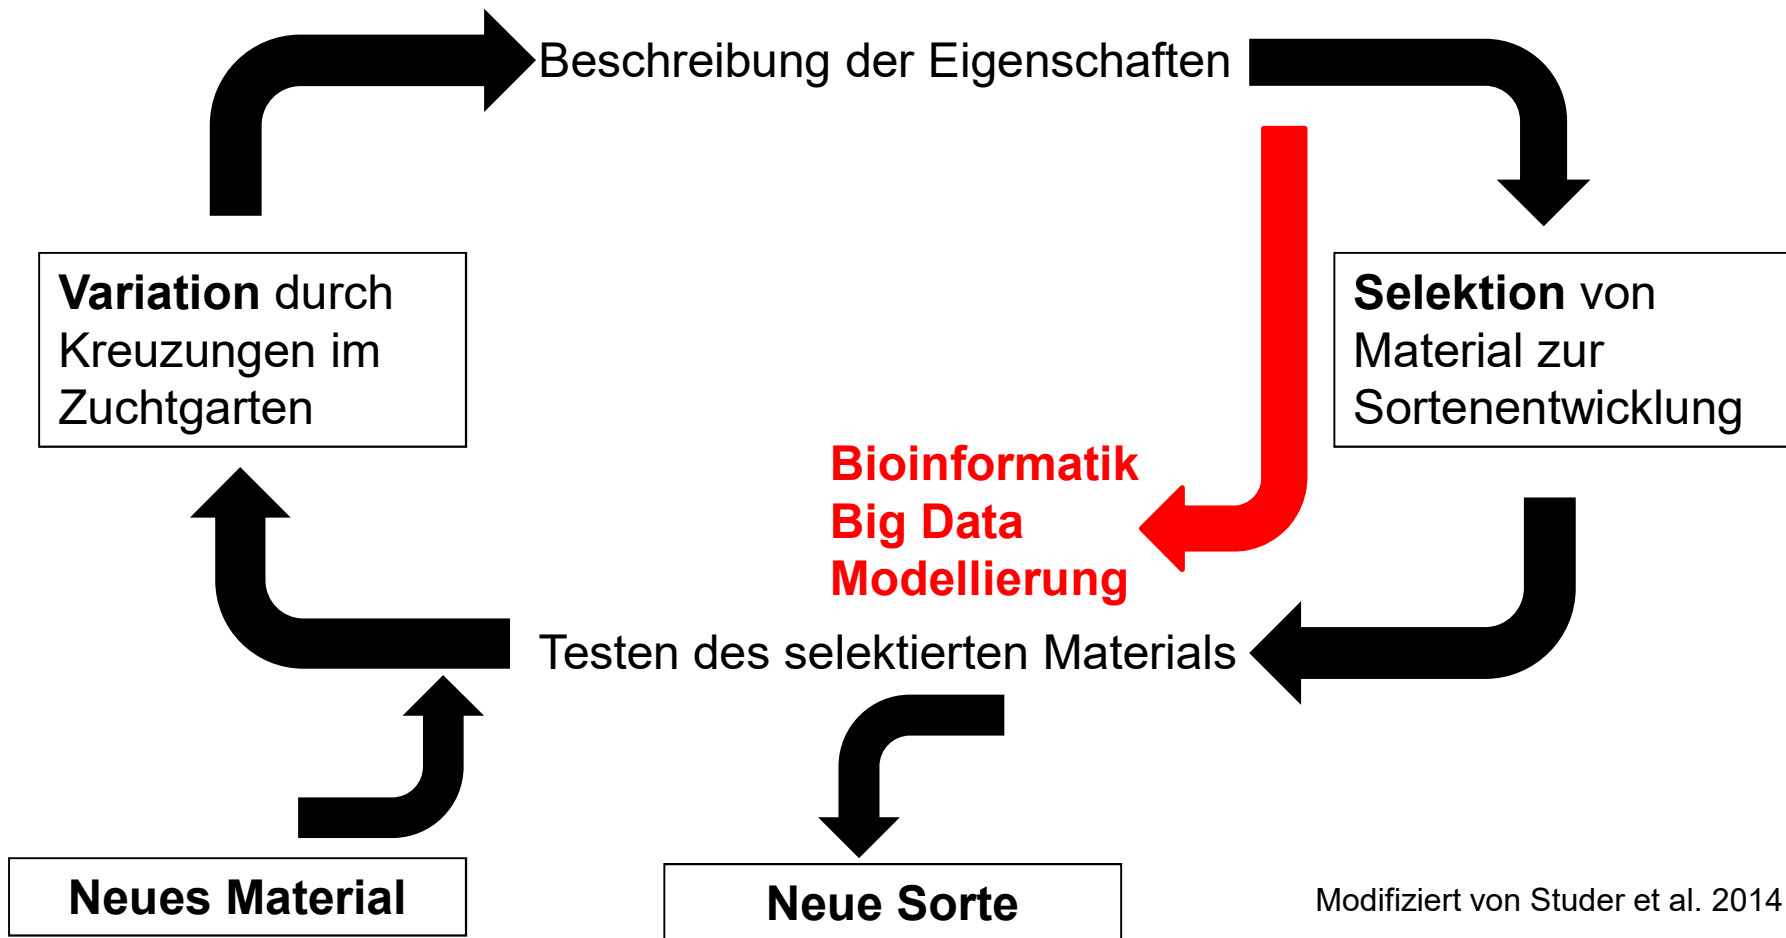 Beschreibung der Eigenschaften
Variation durch
Kreuzungen im
Zuchtgarten
Selektion von
Material zur
Sortenentwicklung
Bioinformatik
Big Data
Modellierung
Testen des selektierten Materials
Neues Material
Neue Sorte
Modifiziert von Studer et al. 2014